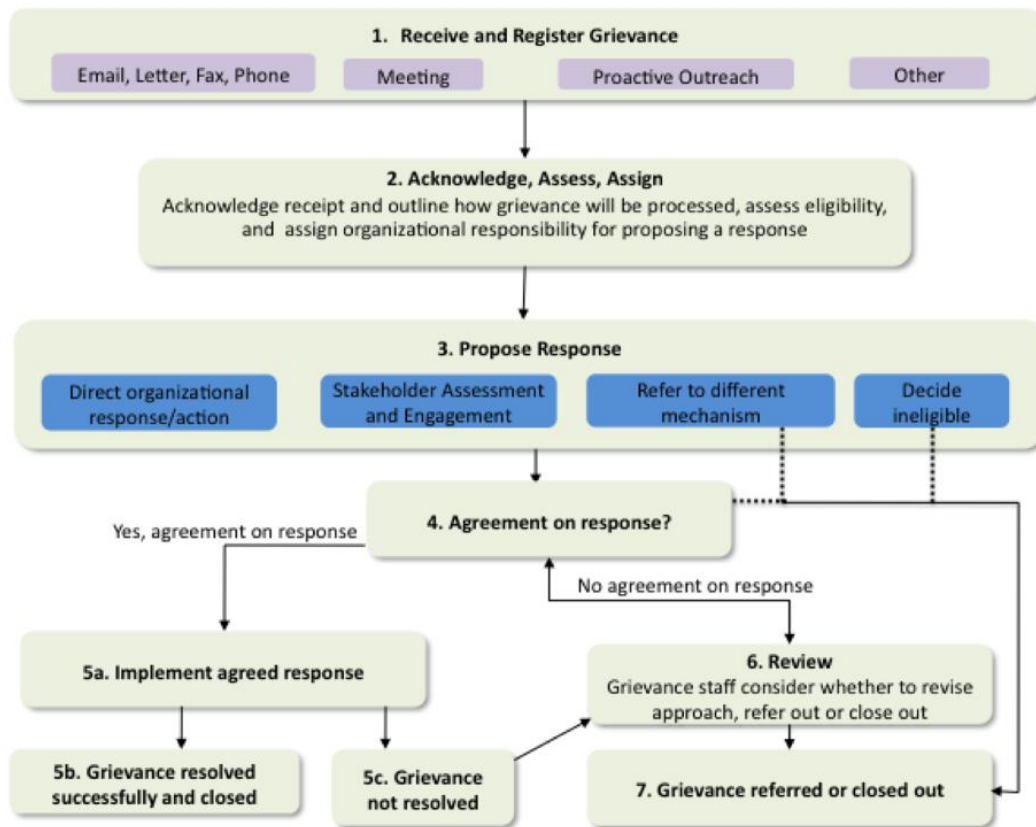 1. Receive and Register Grievance
Email, Letter, Fax, Phone
Meeting
Proactive Outreach
Other
2. Acknowledge, Assess, Assign
Acknowledge receipt and outline how grievance will be processed, assess eligibility,
and assign organizational responsibility for proposing a response
3. Propose Response
Direct organizational
response/action
Stakeholder Assessment
and Engagement
Refer to different
mechanism
Decide
ineligible
4. Agreement on response?
Yes, agreement on response
No agreement on response
5a. Implement agreed response
6. Review
Grievance staff consider whether to revise
approach, refer out or close out
5b. Grievance resolved
successfully and closed
5c. Grievance
not resolved
7. Grievance referred or closed out